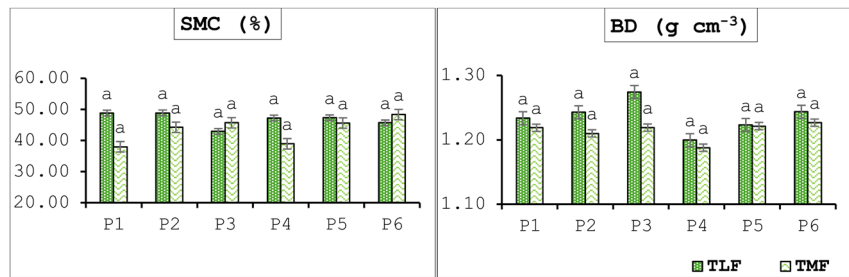 SMC (%)
a a a a a a a a a a a a
60.00
50.00
40.00
30.00
20.00
P1 P2 P3 P4 P5 P6
BD (g cm⁻³)
a a a a a a a a a a a a
1.30
1.20
1.10
P1 P2 P3 P4 P5 P6
TLF TMF